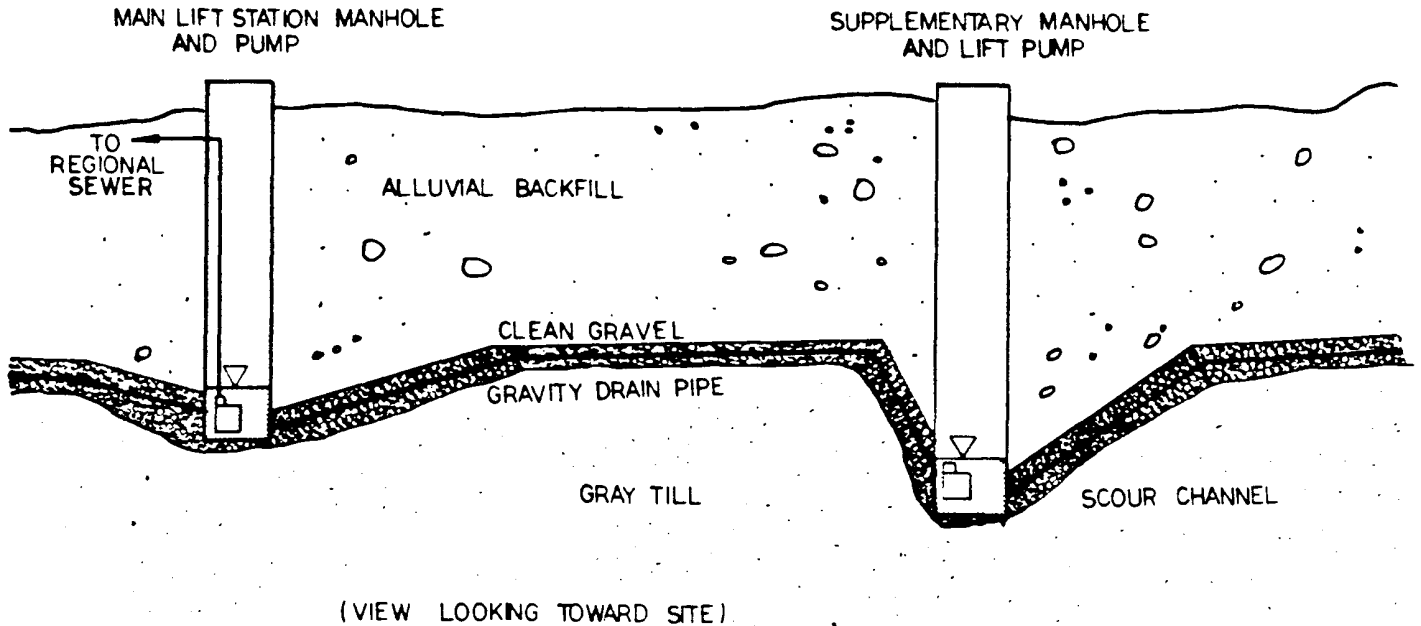 MAIN LIFT STATION MANHOLE
AND PUMP
SUPPLEMENTARY MANHOLE
AND LIFT PUMP
TO
REGIONAL
SEWER
ALLUVIAL BACKFILL
CLEAN GRAVEL
GRAVITY DRAIN PIPE
GRAY TILL
SCOUR CHANNEL
(VIEW LOOKING TOWARD SITE)